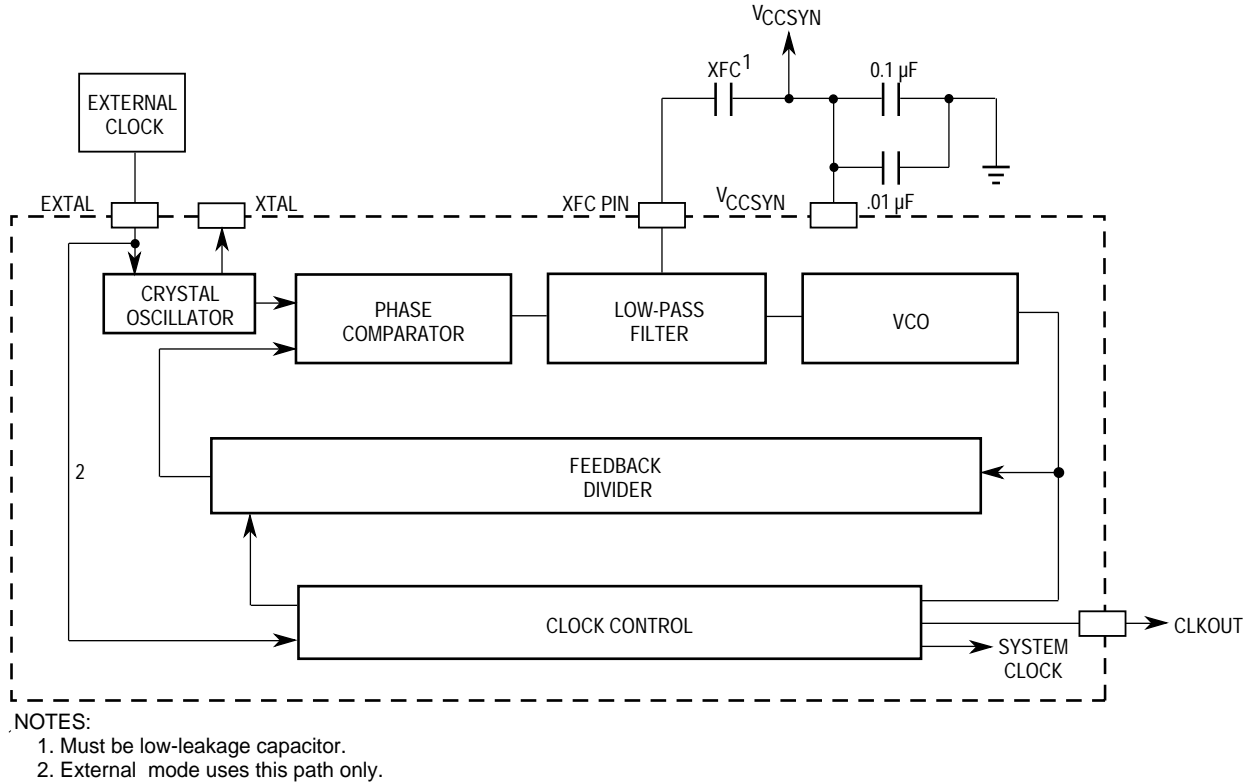 VCCSYN
XFC1
0.1 µF
EXTERNAL
CLOCK
.01 µF
EXTAL
XTAL
XFC PIN
VCCSYN
CRYSTAL
OSCILLATOR
PHASE
COMPARATOR
LOW-PASS
FILTER
VCO
2
FEEDBACK
DIVIDER
CLOCK CONTROL
CLKOUT
SYSTEM
CLOCK
NOTES:
1. Must be low-leakage capacitor.
2. External mode uses this path only.